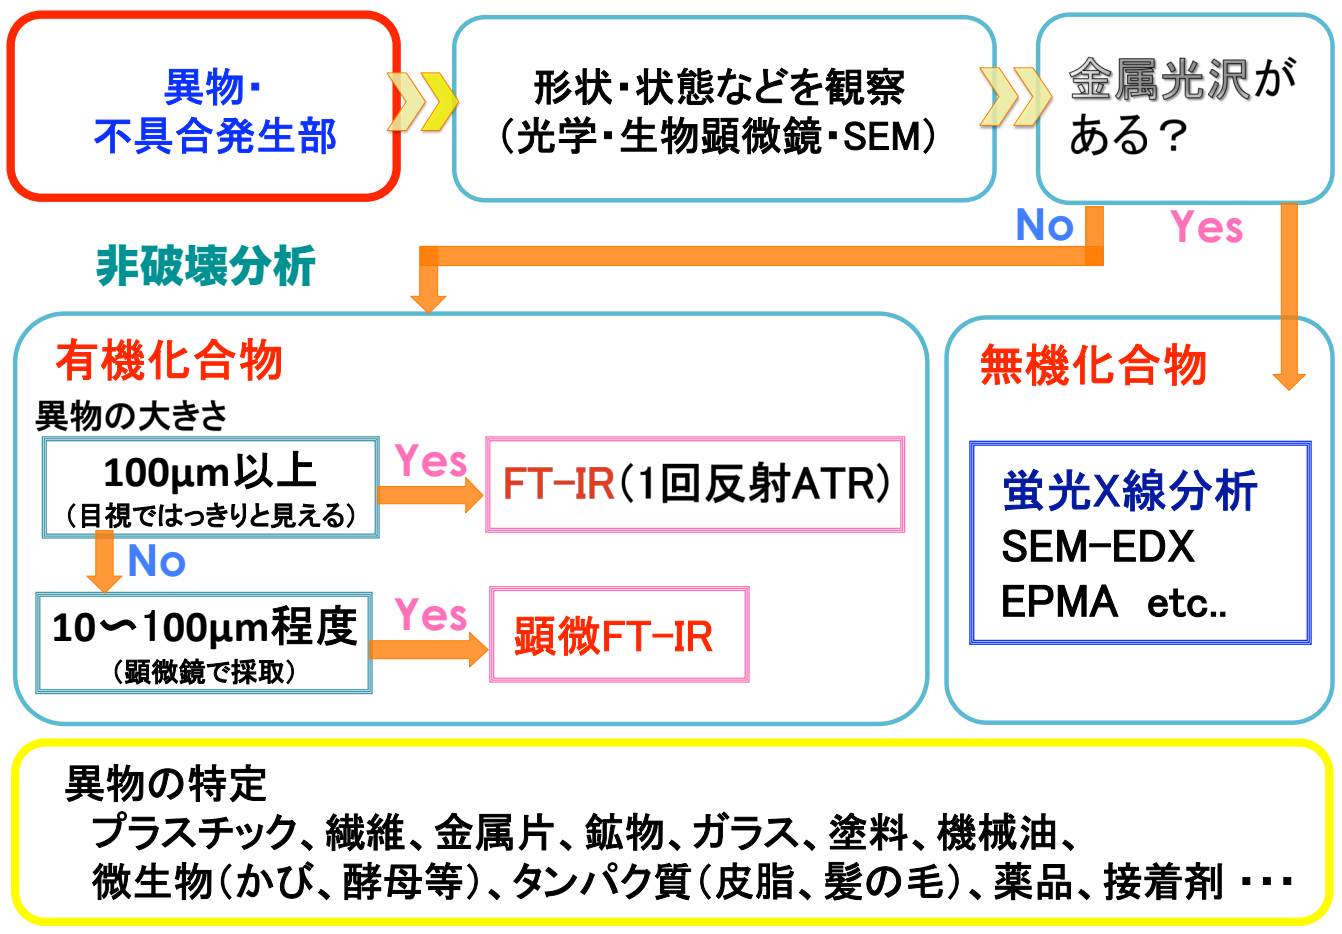 異物・
不具合発生部
形状・状態などを観察
（光学・生物顕微鏡・SEM）
金属光沢が
ある？
No
Yes
非破壊分析
有機化合物
異物の大きさ
100μm以上
（目視ではっきりと見える）
Yes
FT-IR（1回反射ATR）
No
10～100μm程度
（顕微鏡で採取）
Yes
顕微FT-IR
無機化合物
蛍光X線分析
SEM-EDX
EPMA etc..
異物の特定
プラスチック、繊維、金属片、鉱物、ガラス、塗料、機械油、
微生物（かび、酵母等）、タンパク質（皮脂、髪の毛）、薬品、接着剤・・・